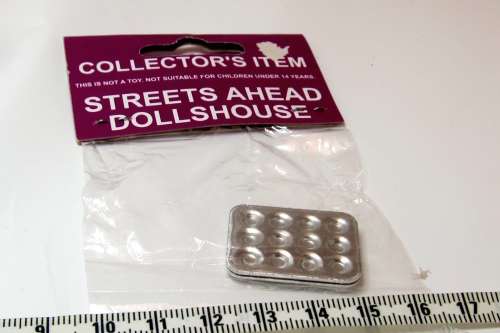 COLLECTOR'S ITEM
THIS IS NOT A TOY. NOT SUITABLE FOR CHILDREN UNDER 14 YEARS.
STREETS AHEAD
DOLLSHOUSE
9 10 11 12 13 14 15 16 17